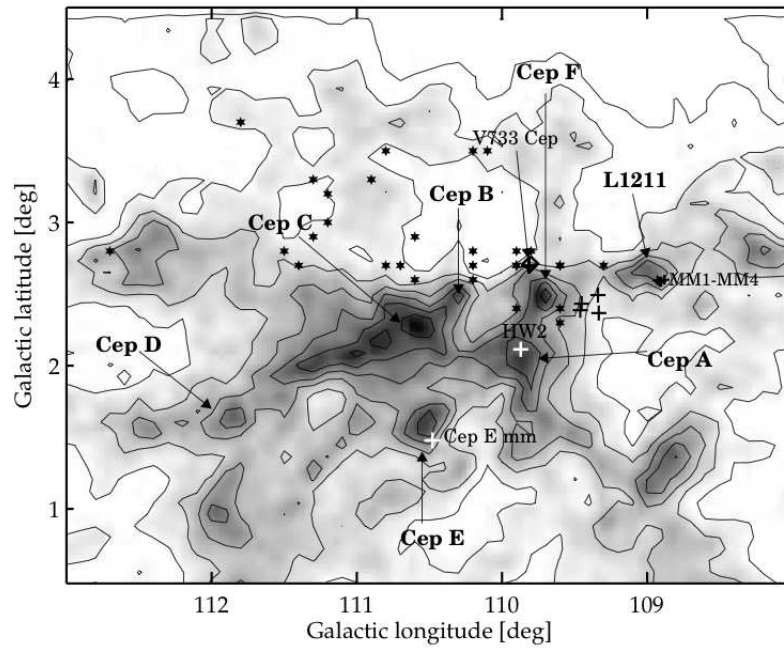 4
Cep F
V733 Cep
L1211
3
Cep B
Cep C
MM1-MM4
HW2
Cep D
Cep A
2
Cep E mm
1
Cep E
112
111
110
109
Galactic longitude [deg]
Galactic latitude [deg]